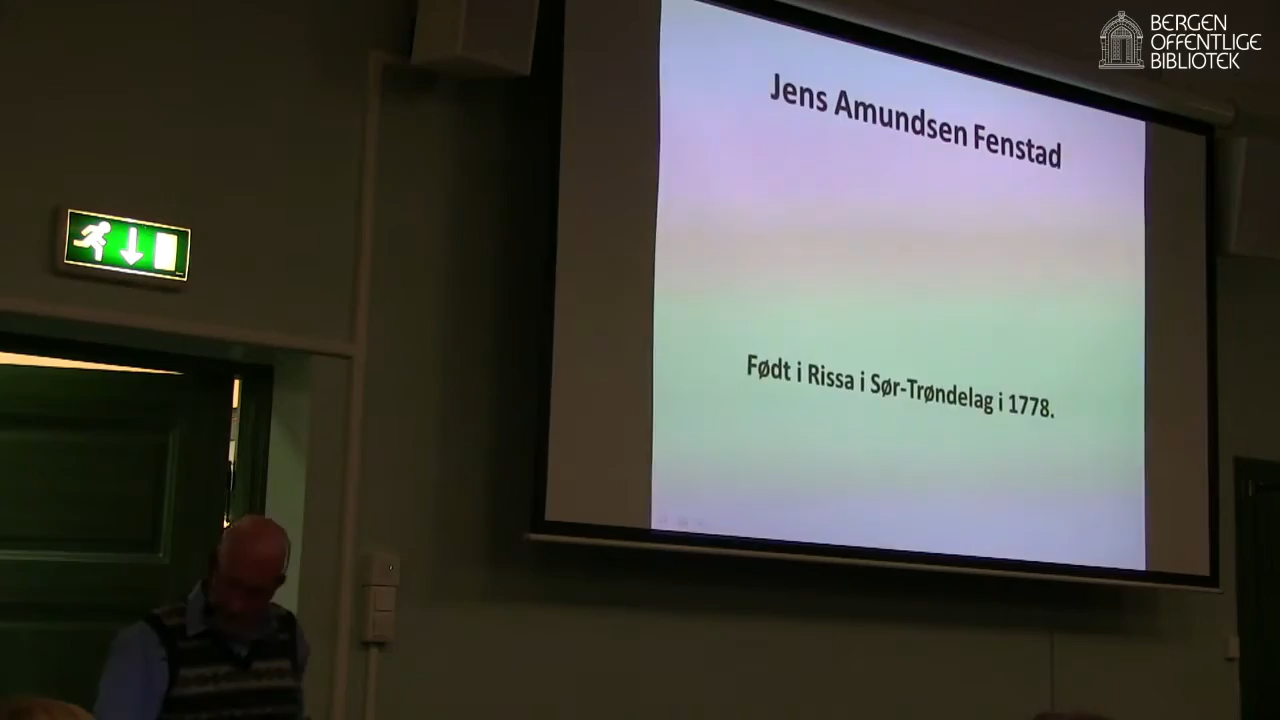 BERGEN
OFFENTLIGE
BIBLIOTEK
Jens Amundsen Fenstad
Født i Rissa i Sør-Trøndelag i 1778.